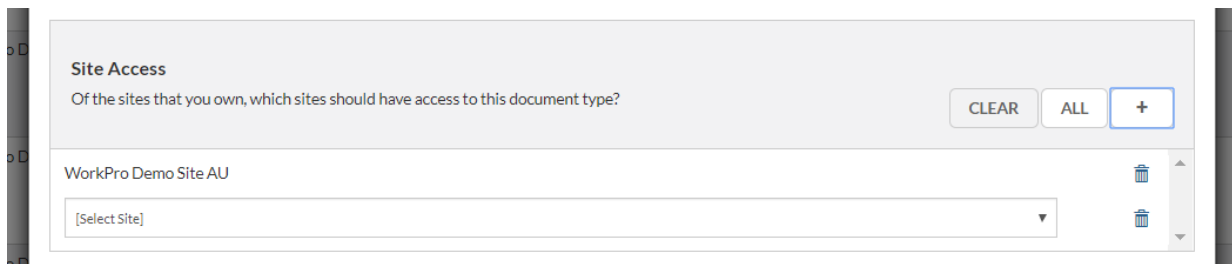 Site Access
Of the sites that you own, which sites should have access to this document type?
CLEAR ALL +
WorkPro Demo Site AU
[Select Site]